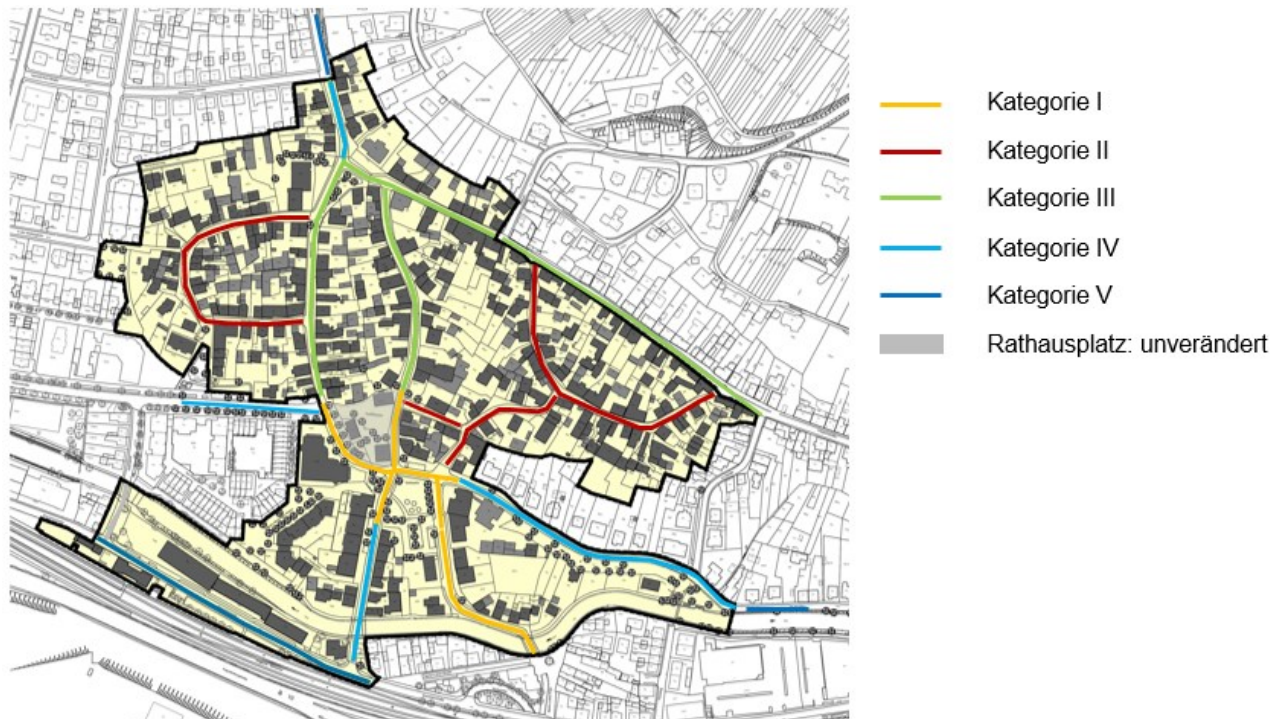 Kategorie I
Kategorie II
Kategorie III
Kategorie IV
Kategorie V
Rathausplatz: unverändert